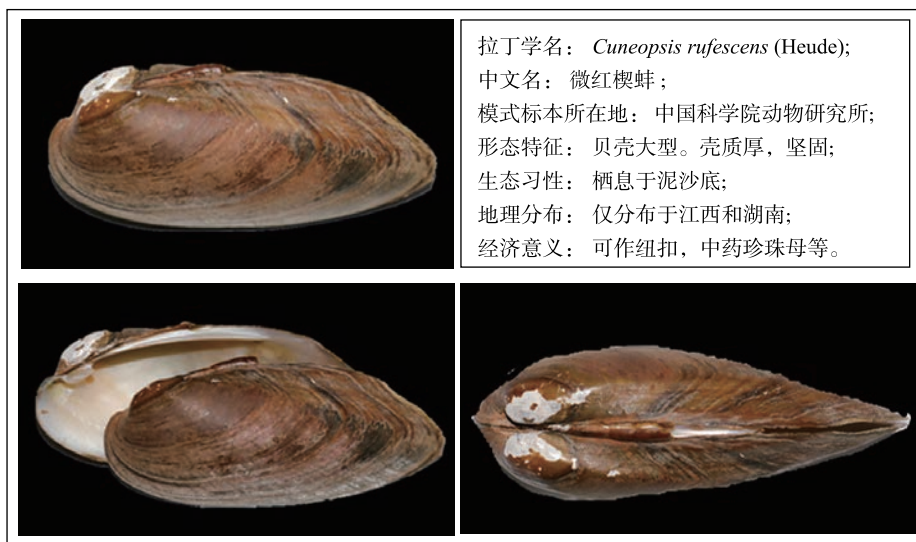 拉丁学名： Cuneopsis rufescens (Heude);
中文名： 微红楔蚌；
模式标本所在地： 中国科学院动物研究所；
形态特征： 贝壳大型。壳质厚，坚固；
生态习性： 栖息于泥沙底；
地理分布： 仅分布于江西和湖南；
经济意义： 可作纽扣，中药珍珠母等。